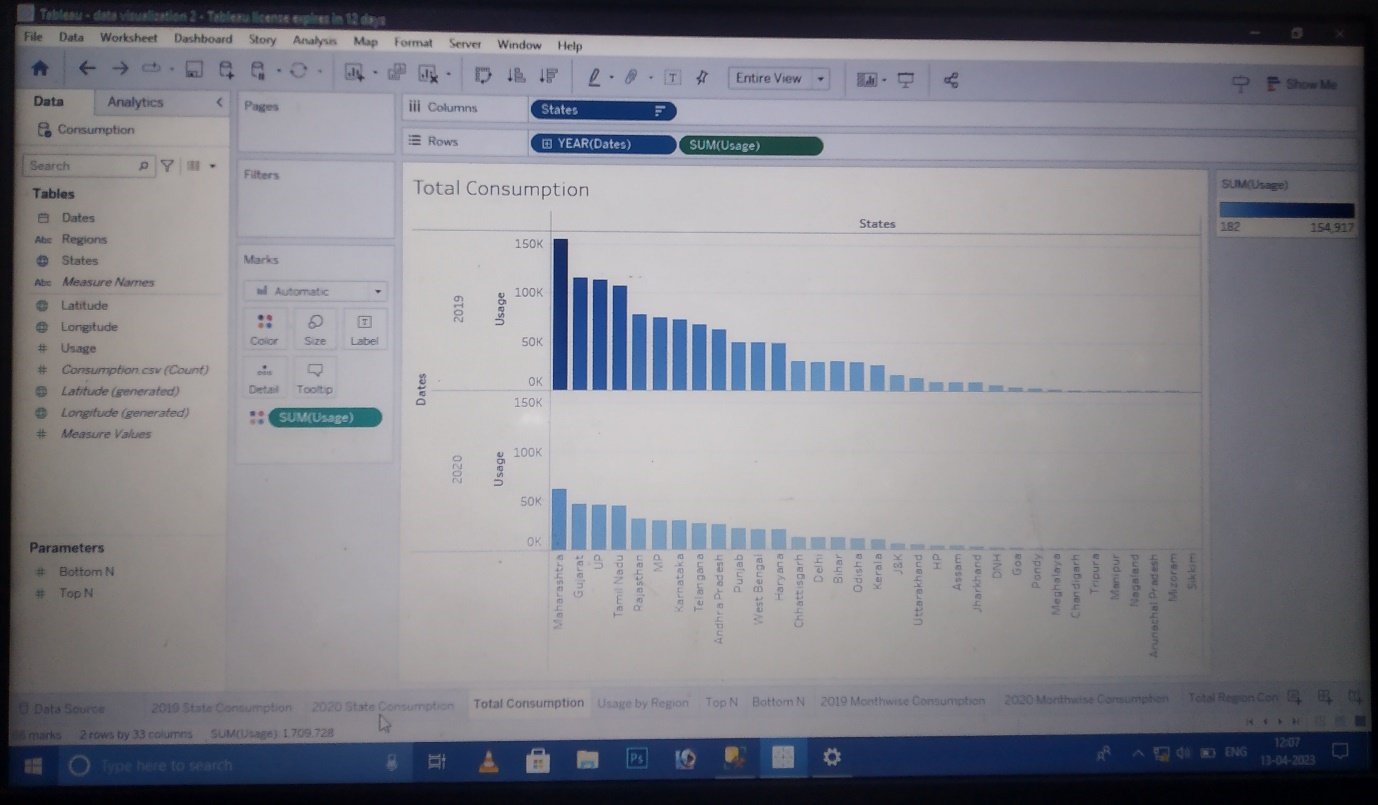 Tableau - data visualization 2 - Tableau license expires in 12 days
File Data Worksheet Dashboard Story Analysis Map Format Server Window Help
Entire View
Show Me
Data Analytics
Consumption
Search
Tables
Dates
Abc Regions
States
Abc Measure Names
Latitude
Longitude
# Usage
# Consumption.csv (Count)
Latitude (generated)
Longitude (generated)
# Measure Values
Parameters
# Bottom N
# Top N
Pages
Filters
Marks
Automatic
Color Size Label
Detail Tooltip
SUM(Usage)
Columns States
Rows YEAR(Dates) SUM(Usage)
Total Consumption
States
Dates
2019
Usage
150K
100K
50K
0K
2020
Usage
150K
100K
50K
0K
Maharashtra
Gujarat
UP
Tamil Nadu
Rajasthan
MP
Karnataka
Telangana
Andhra Pradesh
Punjab
West Bengal
Haryana
Chhattisgarh
Delhi
Bihar
Odisha
Kerala
J&K
Uttarakhand
HP
Assam
Jharkhand
DNH
Goa
Pondy
Meghalaya
Chandigarh
Tripura
Manipur
Nagaland
Arunachal Pradesh
Mizoram
Sikkim
SUM(Usage)
182 154,917
Data Source 2019 State Consumption 2020 State Consumption Total Consumption Usage by Region Top N Bottom N 2019 Monthwise Consumption 2020 Monthwise Consumption Total Region Con
marks 2 rows by 33 columns SUM(Usage): 1,709,728
Type here to search
Ps
ENG
12:07
13-04-2023